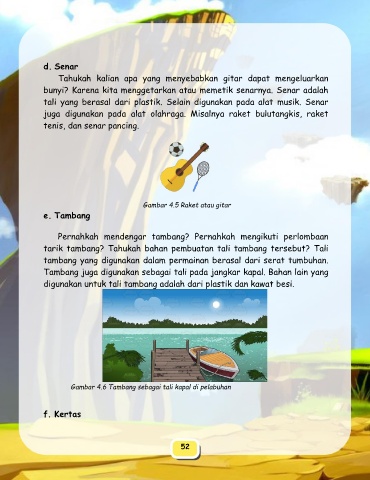 d. Senar
Tahukah kalian apa yang menyebabkan gitar dapat mengeluarkan
bunyi? Karena kita menggetarkan atau memetik senarnya. Senar adalah
tali yang berasal dari plastik. Selain digunakan pada alat musik. Senar
juga digunakan pada alat olahraga. Misalnya raket bulutangkis, raket
tenis, dan senar pancing.
Gambar 4.5 Raket atau gitar
e. Tambang
Pernahkah mendengar tambang? Pernahkah mengikuti perlombaan
tarik tambang? Tahukah bahan pembuatan tali tambang tersebut? Tali
tambang yang digunakan dalam permainan berasal dari serat tumbuhan.
Tambang juga digunakan sebagai tali pada jangkar kapal. Bahan lain yang
digunakan untuk tali tambang adalah dari plastik dan kawat besi.
Gambar 4.6 Tambang sebagai tali kapal di pelabuhan
f. Kertas
52